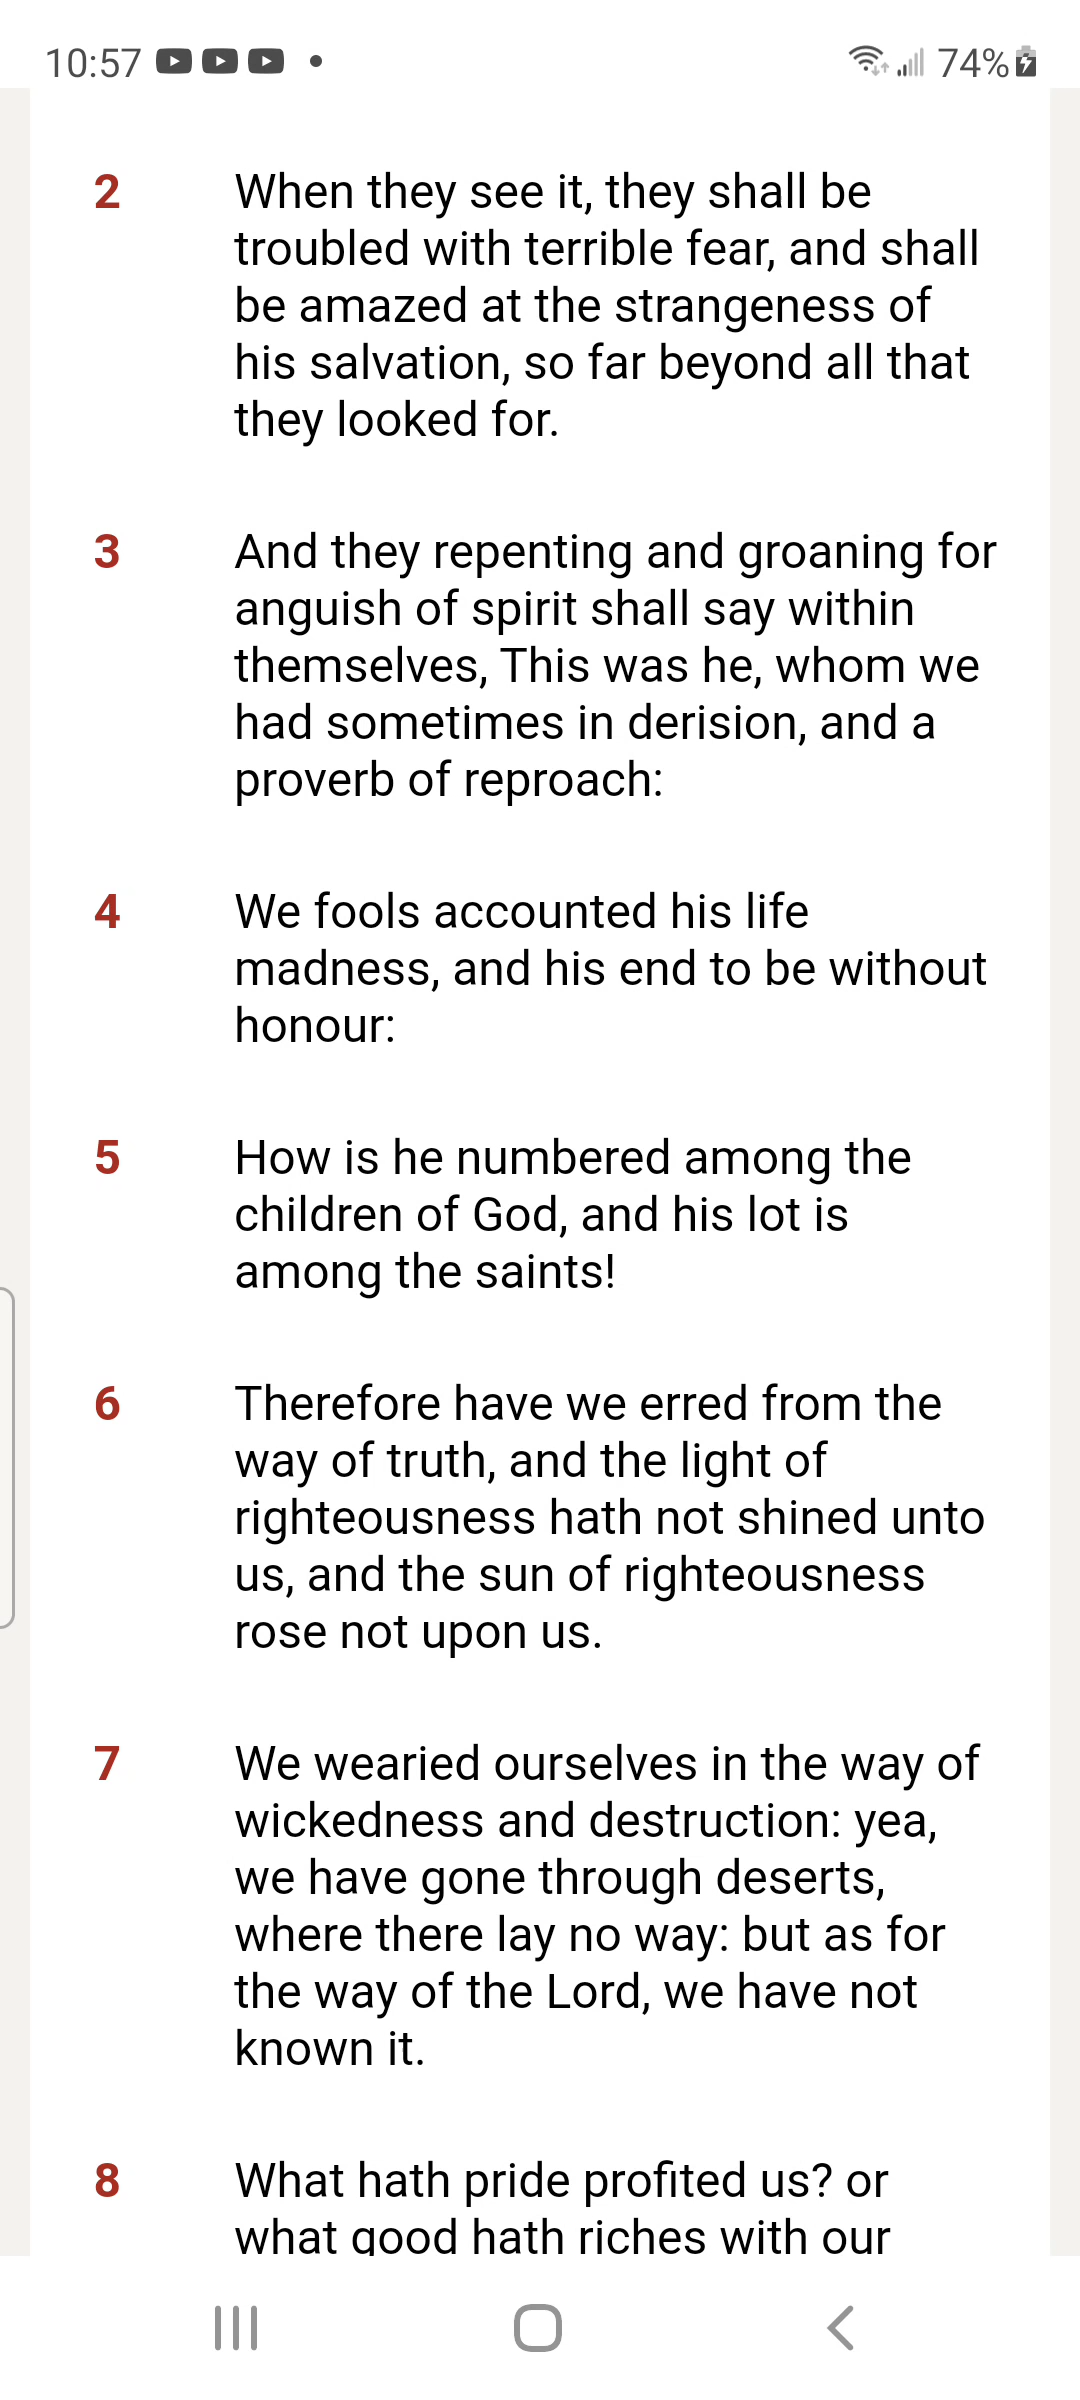 10:57
74%
2 When they see it, they shall be
troubled with terrible fear, and shall
be amazed at the strangeness of
his salvation, so far beyond all that
they looked for.
3 And they repenting and groaning for
anguish of spirit shall say within
themselves, This was he, whom we
had sometimes in derision, and a
proverb of reproach:
4 We fools accounted his life
madness, and his end to be without
honour:
5 How is he numbered among the
children of God, and his lot is
among the saints!
6 Therefore have we erred from the
way of truth, and the light of
righteousness hath not shined unto
us, and the sun of righteousness
rose not upon us.
7 We wearied ourselves in the way of
wickedness and destruction: yea,
we have gone through deserts,
where there lay no way: but as for
the way of the Lord, we have not
known it.
8 What hath pride profited us? or
what good hath riches with our